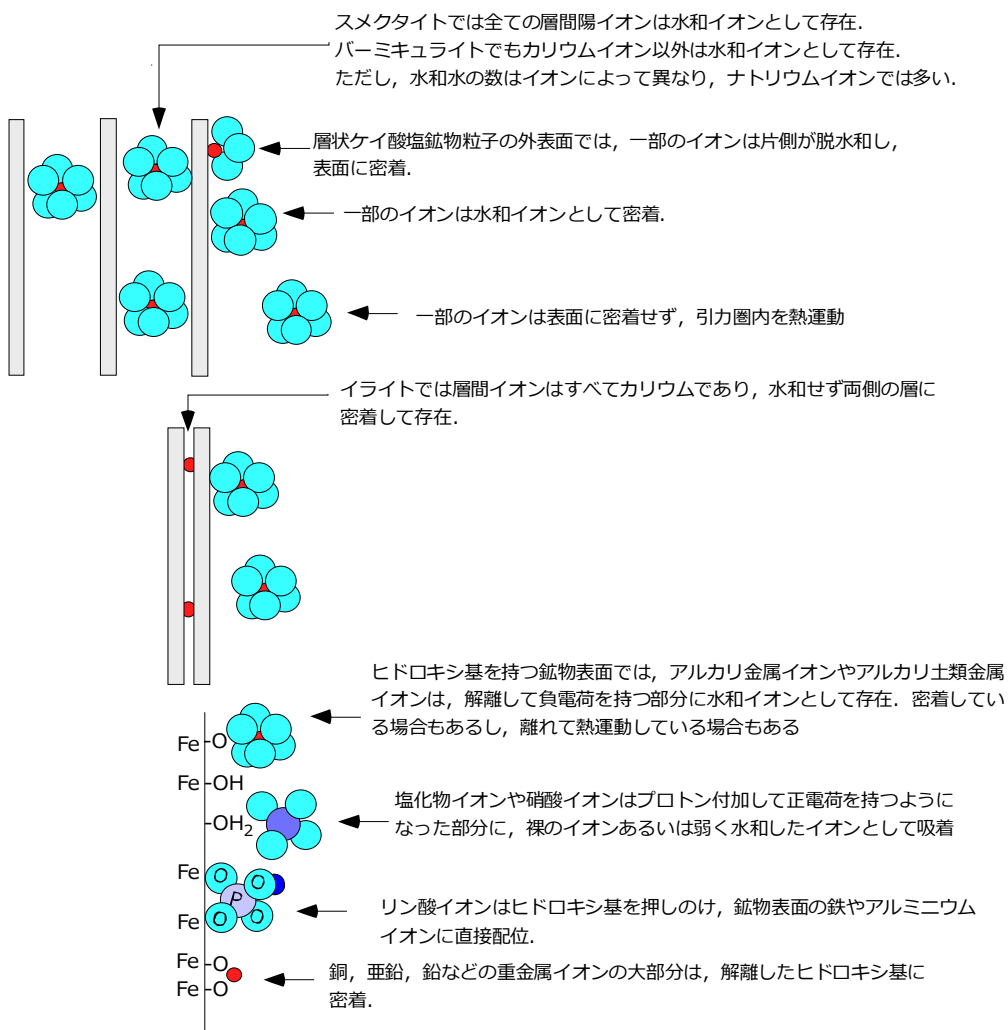 スメクタイトでは全ての層間陽イオンは水和イオンとして存在．
バーミキュライトでもカリウムイオン以外は水和イオンとして存在．
ただし，水和水の数はイオンによって異なり，ナトリウムイオンでは多い．
層状ケイ酸塩鉱物粒子の外表面では，一部のイオンは片側が脱水和し，
表面に密着．
一部のイオンは水和イオンとして密着．
一部のイオンは表面に密着せず，引力圏内を熱運動
イライトでは層間イオンはすべてカリウムであり，水和せず両側の層に
密着して存在．
ヒドロキシ基を持つ鉱物表面では，アルカリ金属イオンやアルカリ土類金属
イオンは，解離して負電荷を持つ部分に水和イオンとして存在．密着してい
る場合もあるし，離れて熱運動している場合もある
Fe -O
Fe -OH
塩化物イオンや硝酸イオンはプロトン付加して正電荷を持つように
-OH2
なった部分に，裸のイオンあるいは弱く水和したイオンとして吸着
Fe O O
P
Fe O O
リン酸イオンはヒドロキシ基を押しのけ，鉱物表面の鉄やアルミニウム
イオンに直接配位．
Fe -O
銅，亜鉛，鉛などの重金属イオンの大部分は，解離したヒドロキシ基に
Fe -O
密着．